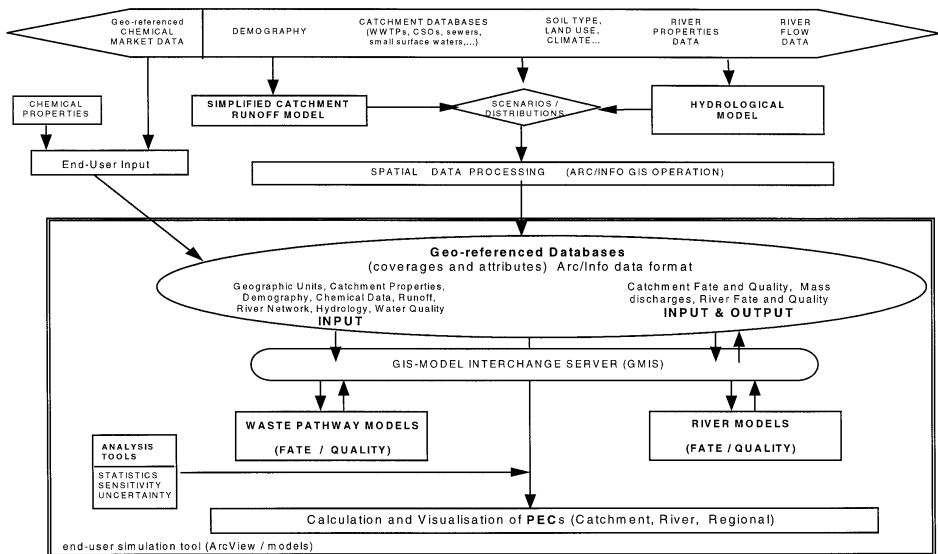 Geo-referenced
CHEMICAL
MARKET DATA
DEMOGRAPHY
CATCHMENT DATABASES
(WWTPs, CSOs, sewers,
small surface waters,...)
SOIL TYPE,
LAND USE,
CLIMATE...
RIVER
PROPERTIES
DATA
RIVER
FLOW
DATA
CHEMICAL
PROPERTIES
SIMPLIFIED CATCHMENT
RUNOFF MODEL
SCENARIOS /
DISTRIBUTIONS
HYDROLOGICAL
MODEL
End-User Input
SPATIAL DATA PROCESSING (ARC/INFO GIS OPERATION)
Geo-referenced Databases
(coverages and attributes) Arc/Info data format
Geographic Units, Catchment Properties,
Demography, Chemical Data, Runoff,
River Network, Hydrology, Water Quality
INPUT
Catchment Fate and Quality, Mass
discharges, River Fate and Quality
INPUT & OUTPUT
GIS-MODEL INTERCHANGE SERVER (GMIS)
WASTE PATHWAY MODELS
(FATE / QUALITY)
RIVER MODELS
(FATE/QUALITY)
ANALYSIS
TOOLS
STATISTICS
SENSITIVITY
UNCERTAINTY
Calculation and Visualisation of PECs (Catchment, River, Regional)
end-user simulation tool (ArcView / models)